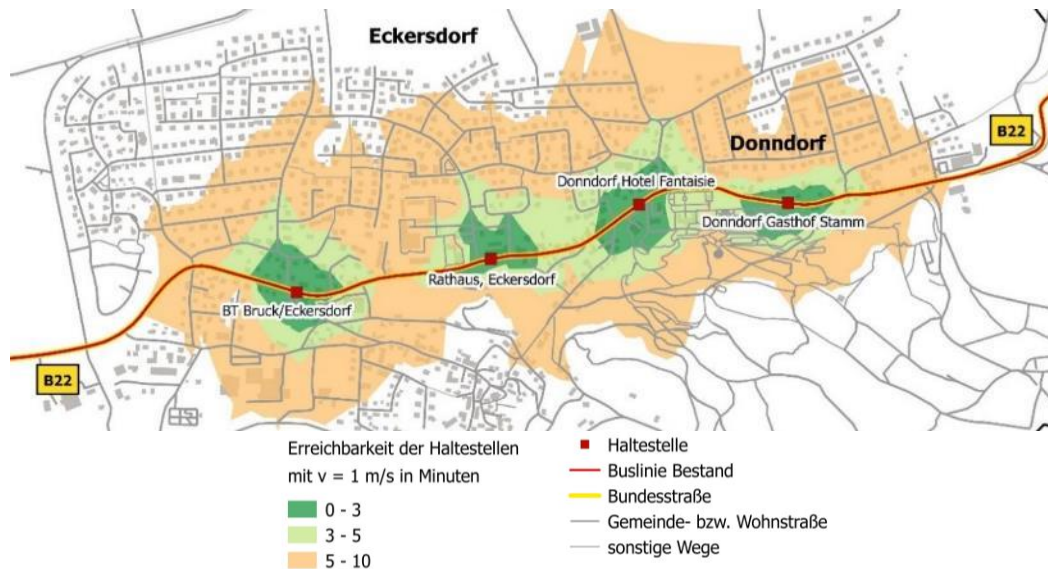 Eckersdorf
B22
Donndorf
Donndorf Hotel Fantaisie
Donndorf Gasthof Stamm
Rathaus, Eckersdorf
BT Bruck/Eckersdorf
B22
Erreichbarkeit der Haltestellen
mit v = 1 m/s in Minuten
0 - 3
3 - 5
5 - 10
Haltestelle
Buslinie Bestand
Bundesstraße
Gemeinde- bzw. Wohnstraße
sonstige Wege